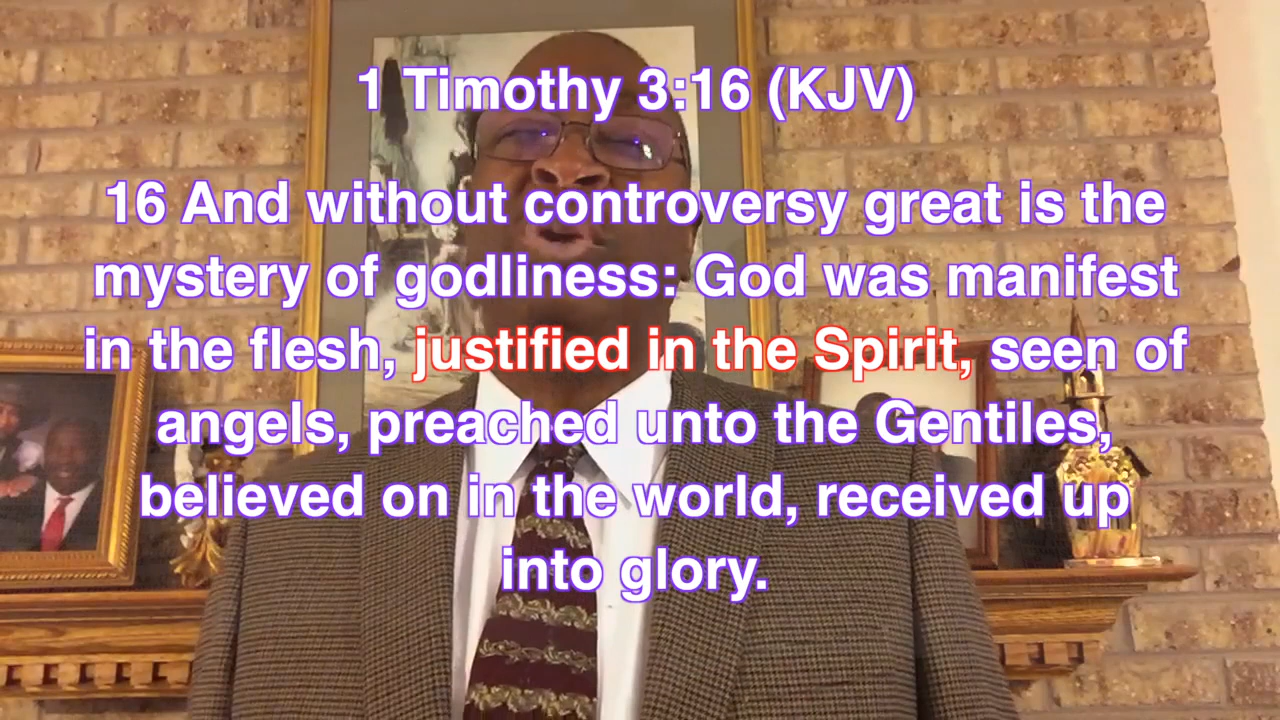 1 Timothy 3:16 (KJV)
16 And without controversy great is the
mystery of godliness: God was manifest
in the flesh, justified in the Spirit, seen of
angels, preached unto the Gentiles,
believed on in the world, received up
into glory.